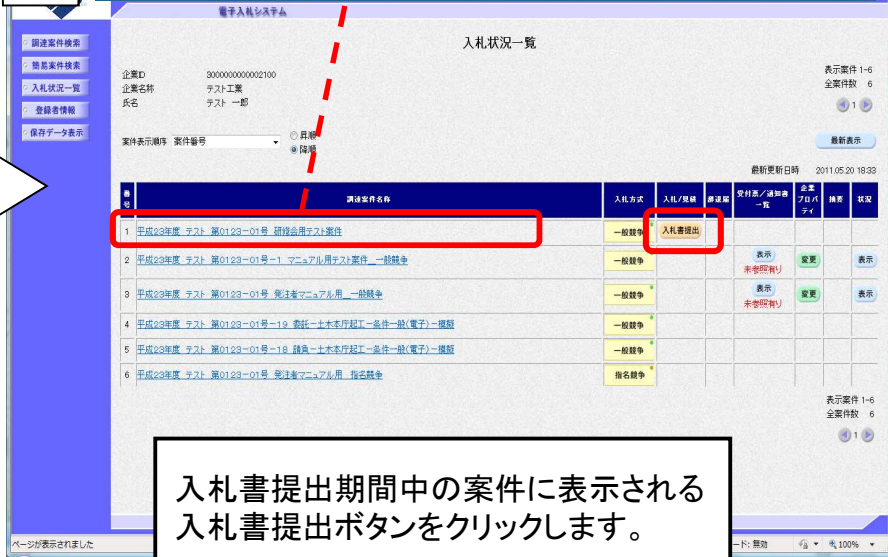 電子入札システム
調達案件検索
簡易案件検索
入札状況一覧
登録者情報
保存データ表示
入札状況一覧
企業ID 3000000000002100
企業名称 テスト工業
氏名 テスト 一郎
表示案件 1-6
全案件数 6
1
案件表示順序 案件番号
昇順
降順
最新表示
最新更新日時 2011.05.20 18:33
番号 調達案件名称 入札方式 入札/見積 辞退届 受付票/通知書一覧 企業プロパティ 摘要 状況
1 平成23年度 テスト 第0123-01号 研修会用テスト案件 一般競争 入札書提出
2 平成23年度 テスト 第0123-01号-1 マニュアル用テスト案件__一般競争 一般競争 表示 未参照有り 変更 表示
3 平成23年度 テスト 第0123-01号 発注者マニュアル用__一般競争 一般競争 表示 未参照有り 変更 表示
4 平成23年度 テスト 第0123-01号-19 委託-土木本庁起工-条件一般(電子)-模擬 一般競争
5 平成23年度 テスト 第0123-01号-18 請負-土木本庁起工-条件一般(電子)-模擬 一般競争
6 平成23年度 テスト 第0123-01号 発注者マニュアル用 指名競争 指名競争
表示案件 1-6
全案件数 6
1
入札書提出期間中の案件に表示される
入札書提出ボタンをクリックします。
ページが表示されました
ード: 無効 100%